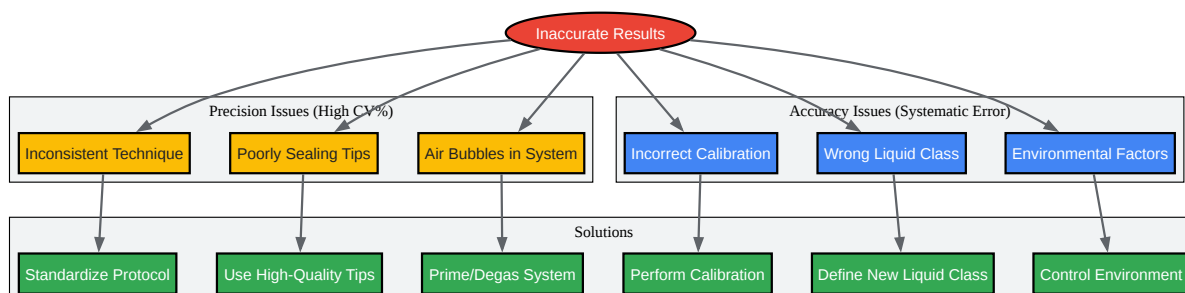 Inaccurate Results
Precision Issues (High CV%)
Accuracy Issues (Systematic Error)
Inconsistent Technique
Poorly Sealing Tips
Air Bubbles in System
Incorrect Calibration
Wrong Liquid Class
Environmental Factors
Solutions
Standardize Protocol
Use High-Quality Tips
Prime/Degas System
Perform Calibration
Define New Liquid Class
Control Environment